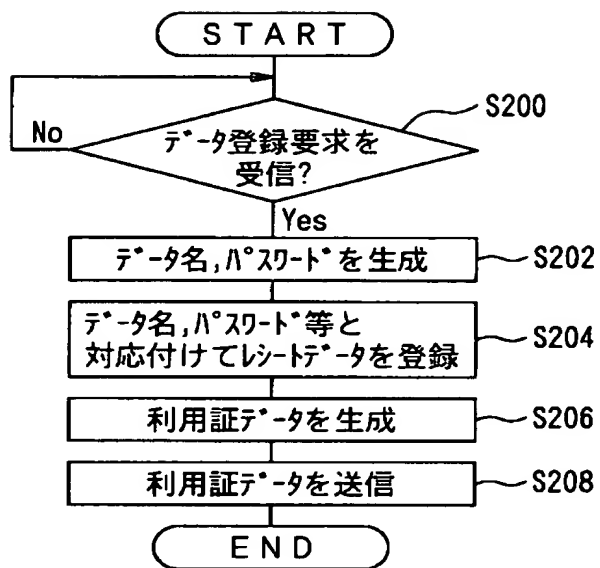 START
No
データ登録要求を
受信?
S200
Yes
データ名,パスワードを生成
S202
データ名,パスワード等と
対応付けてレシートデータを登録
S204
利用証データを生成
S206
利用証データを送信
S208
END